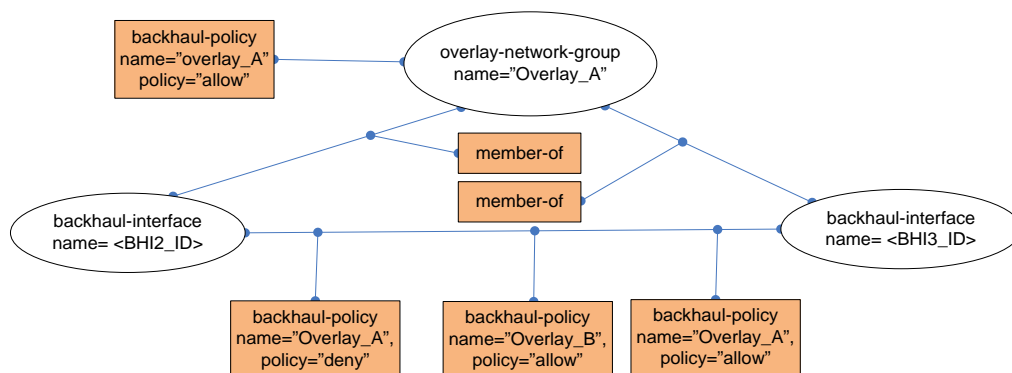 backhaul-policy
name=”overlay_A”
policy=”allow”
overlay-network-group
name=”Overlay_A”
member-of
member-of
backhaul-interface
name= <BHI2_ID>
backhaul-interface
name= <BHI3_ID>
backhaul-policy
name=”Overlay_A”,
policy=”deny”
backhaul-policy
name=”Overlay_B”,
policy=”allow”
backhaul-policy
name=”Overlay_A”,
policy=”allow”